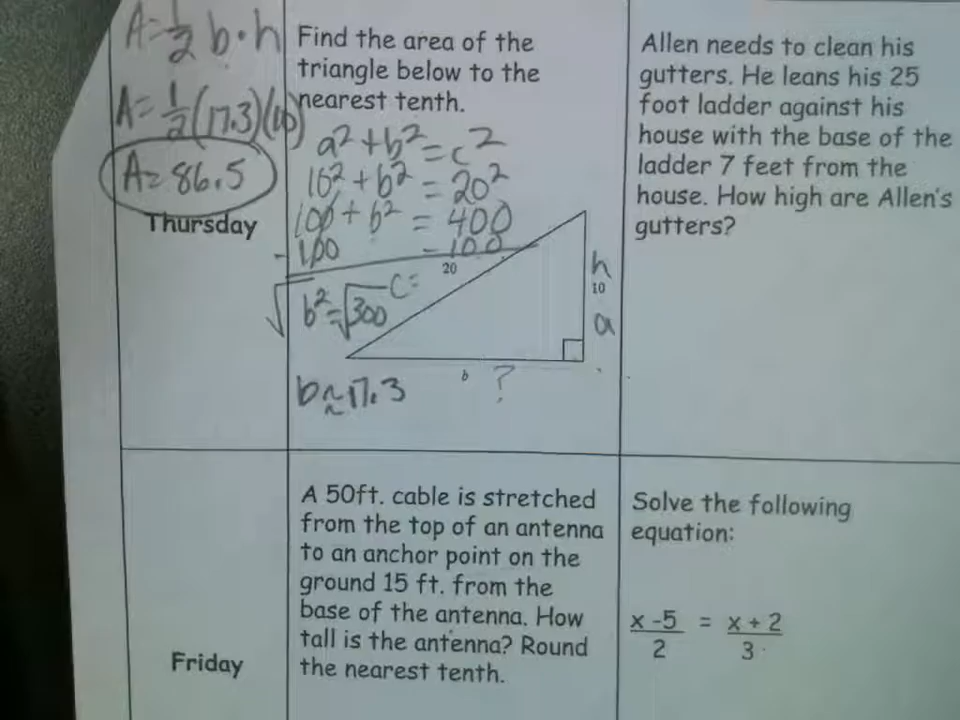 A=1/2 b·h
A=1/2(17.3)(10)
A=86.5
Thursday
Find the area of the
triangle below to the
nearest tenth.
a²+b²=c²
10²+b²=20²
100+b²=400
-100 -100
20
c=
√b²=√300
h
10
a
b ?
b≈17.3
Allen needs to clean his
gutters. He leans his 25
foot ladder against his
house with the base of the
ladder 7 feet from the
house. How high are Allen's
gutters?
Friday
A 50ft. cable is stretched
from the top of an antenna
to an anchor point on the
ground 15 ft. from the
base of the antenna. How
tall is the antenna? Round
the nearest tenth.
Solve the following
equation:
x -5 = x + 2
2 3